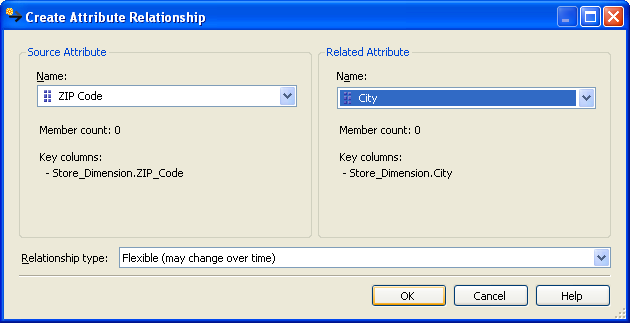 Create Attribute Relationship
Source Attribute
Name:
ZIP Code
Member count: 0
Key columns:
- Store_Dimension.ZIP_Code
Related Attribute
Name:
City
Member count: 0
Key columns:
- Store_Dimension.City
Relationship type: Flexible (may change over time)
OK Cancel Help